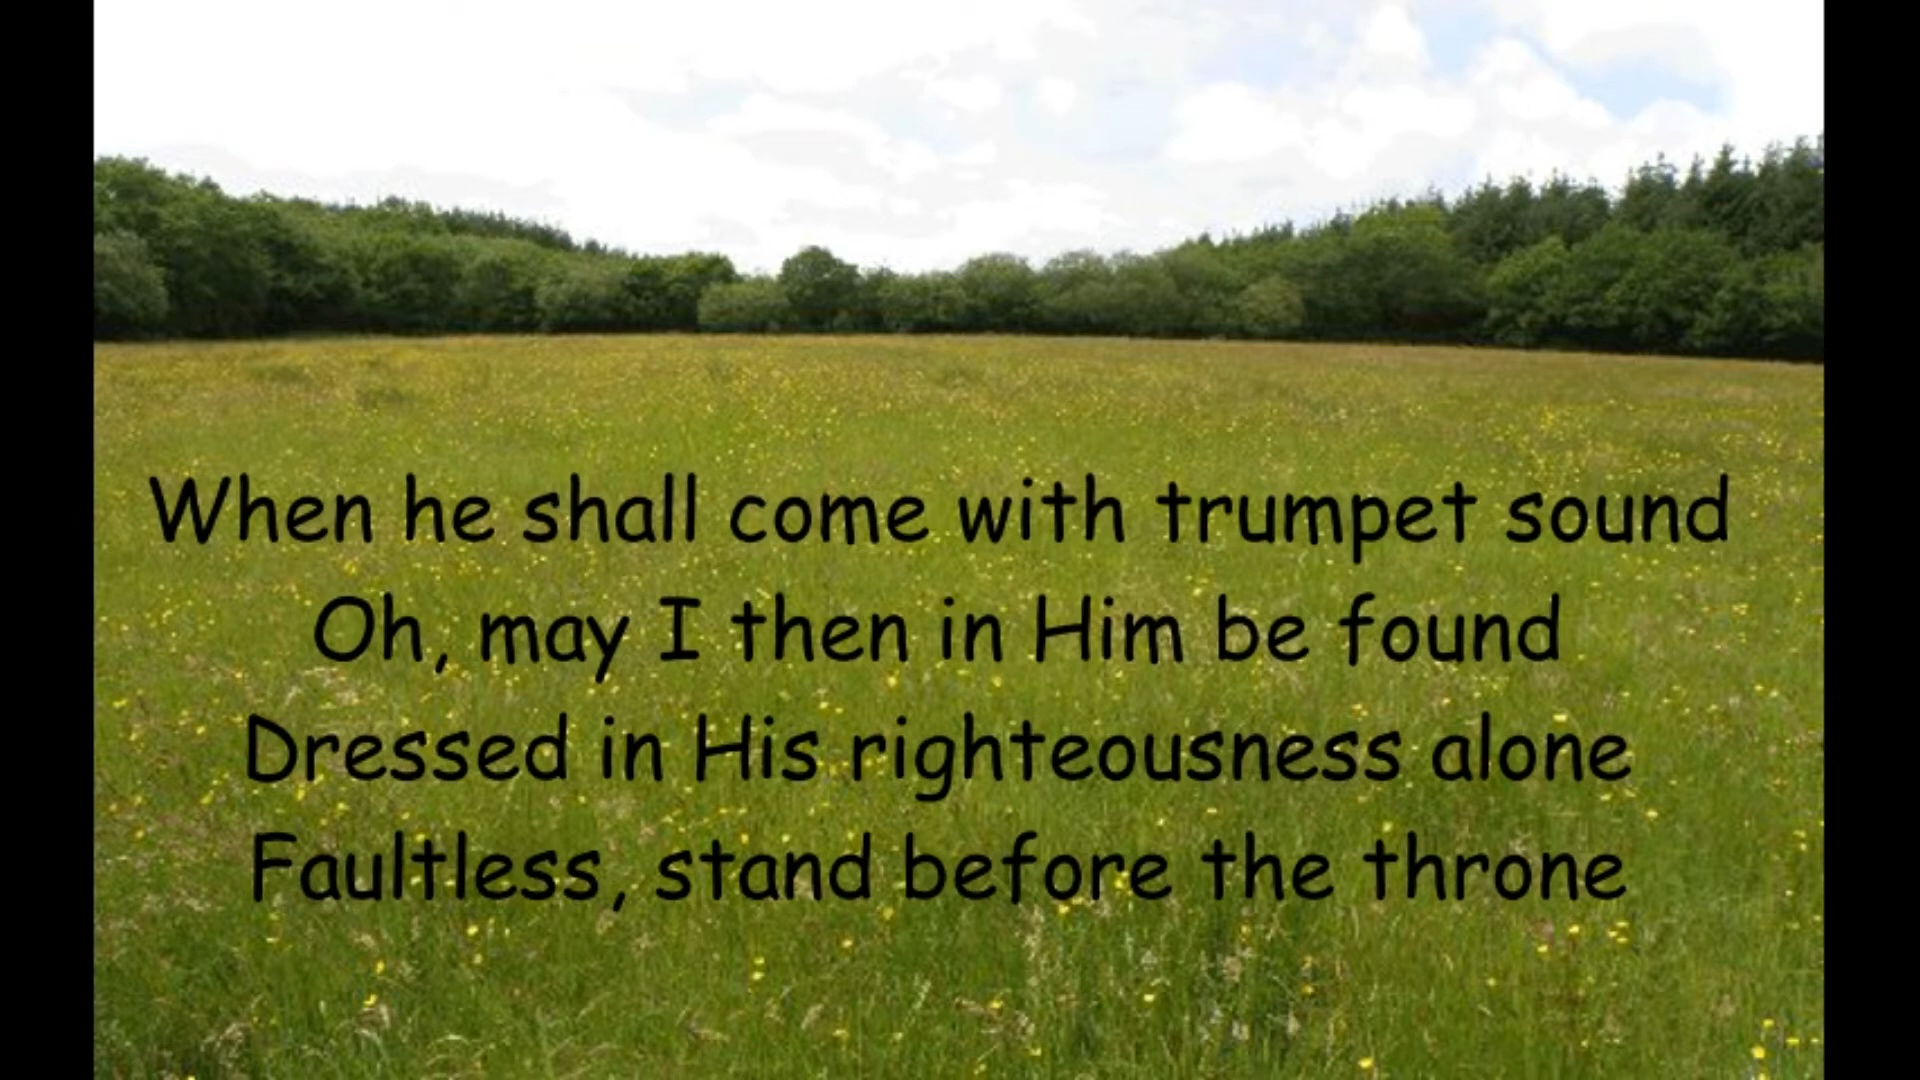 When he shall come with trumpet sound
Oh, may I then in Him be found
Dressed in His righteousness alone
Faultless, stand before the throne